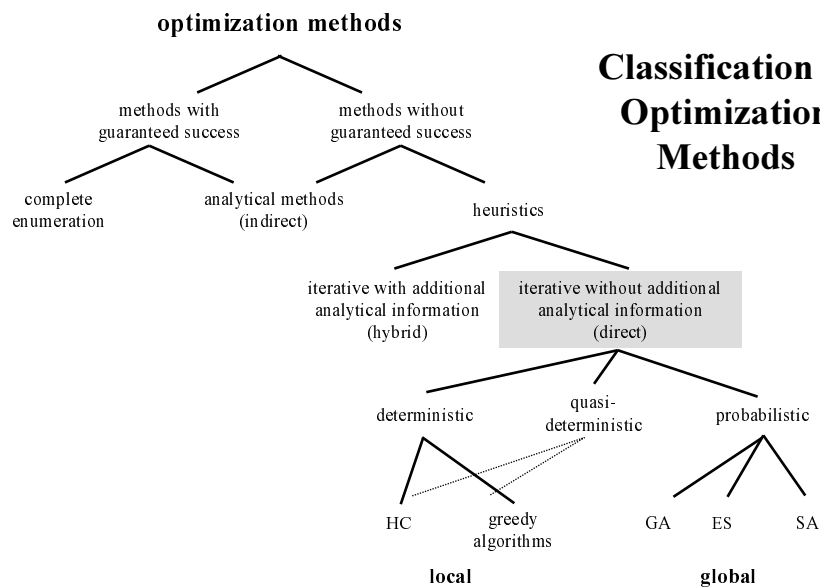 optimization methods
Classification
Optimization
Methods
methods with
guaranteed success
methods without
guaranteed success
complete
enumeration
analytical methods
(indirect)
heuristics
iterative with additional
analytical information
(hybrid)
iterative without additional
analytical information
(direct)
deterministic
quasi-
deterministic
probabilistic
HC
greedy
algorithms
GA
ES
SA
local
global